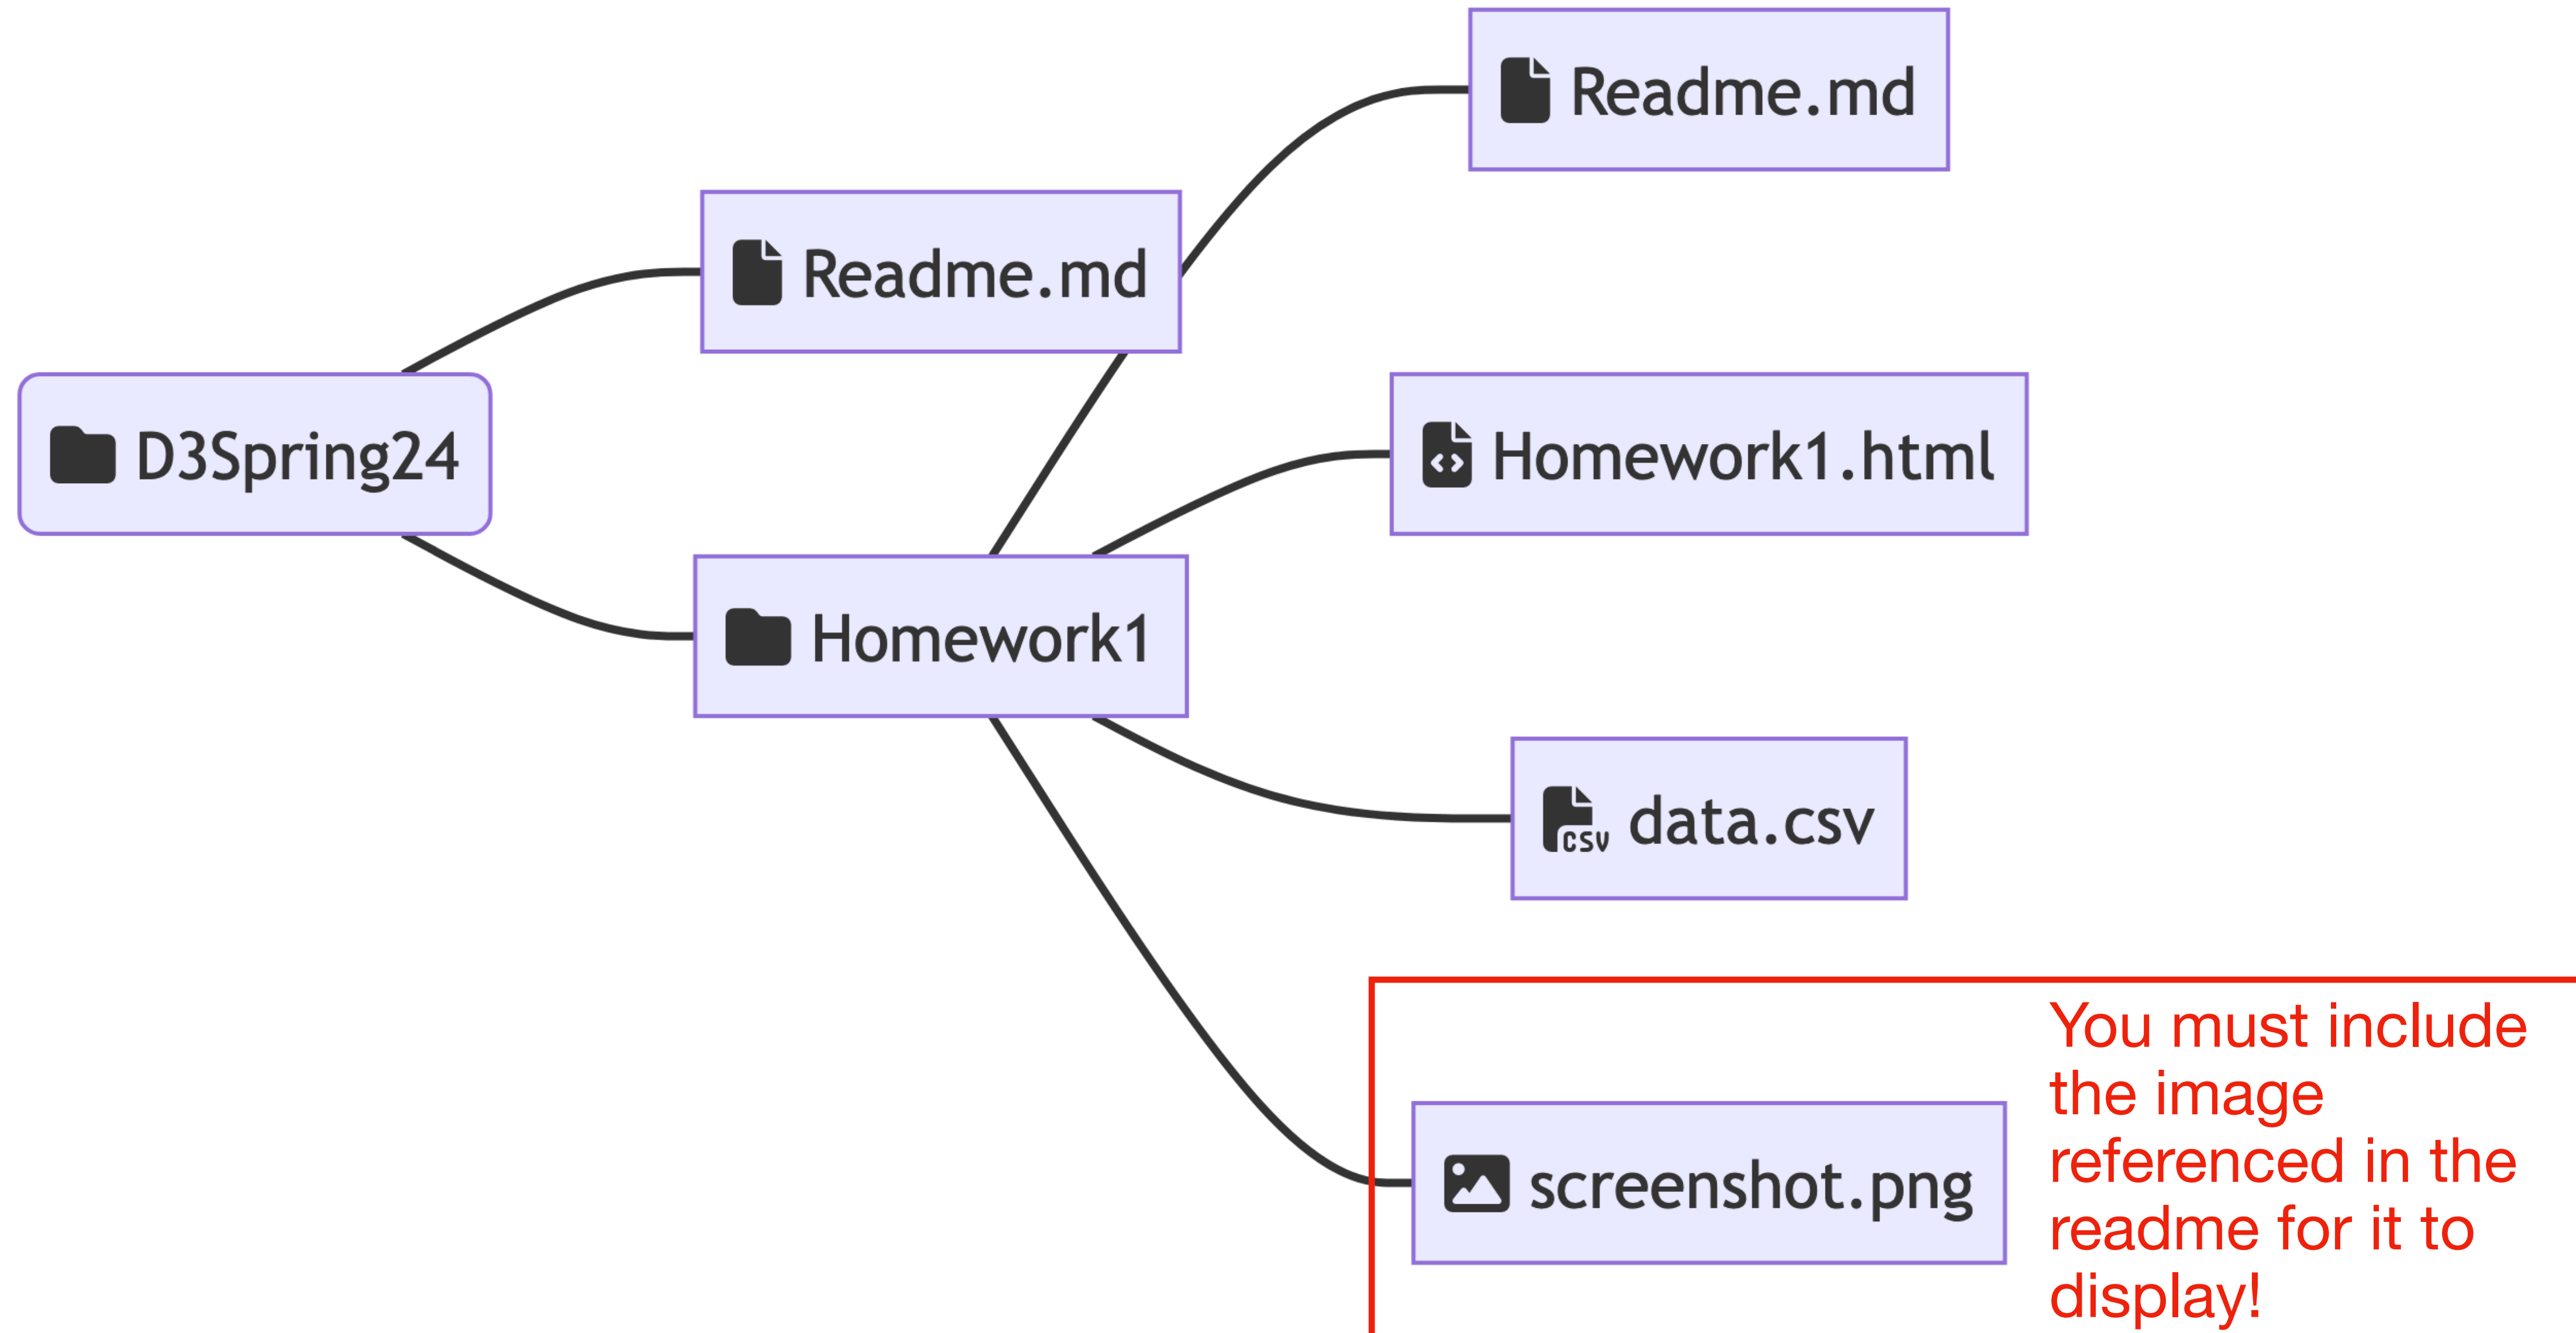 Readme.md
Readme.md
D3Spring24
Homework1.html
Homework1
CSV data.csv
screenshot.png
You must include
the image
referenced in the
readme for it to
display!